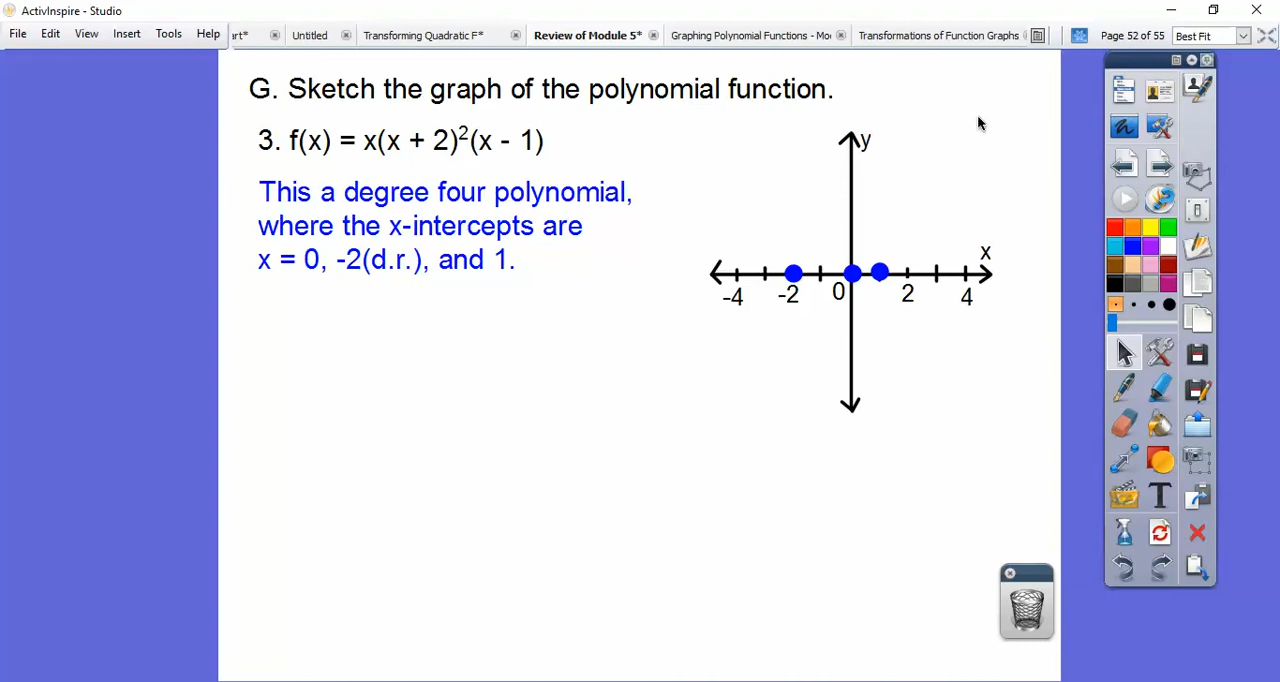 ActivInspire - Studio
File Edit View Insert Tools Help
art* Untitled Transforming Quadratic F* Review of Module 5* Graphing Polynomial Functions - Mo Transformations of Function Graphs Page 52 of 55 Best Fit
G. Sketch the graph of the polynomial function.
3. f(x) = x(x + 2)²(x - 1)
This a degree four polynomial,
where the x-intercepts are
x = 0, -2(d.r.), and 1.
y
x
-4 -2 0 2 4